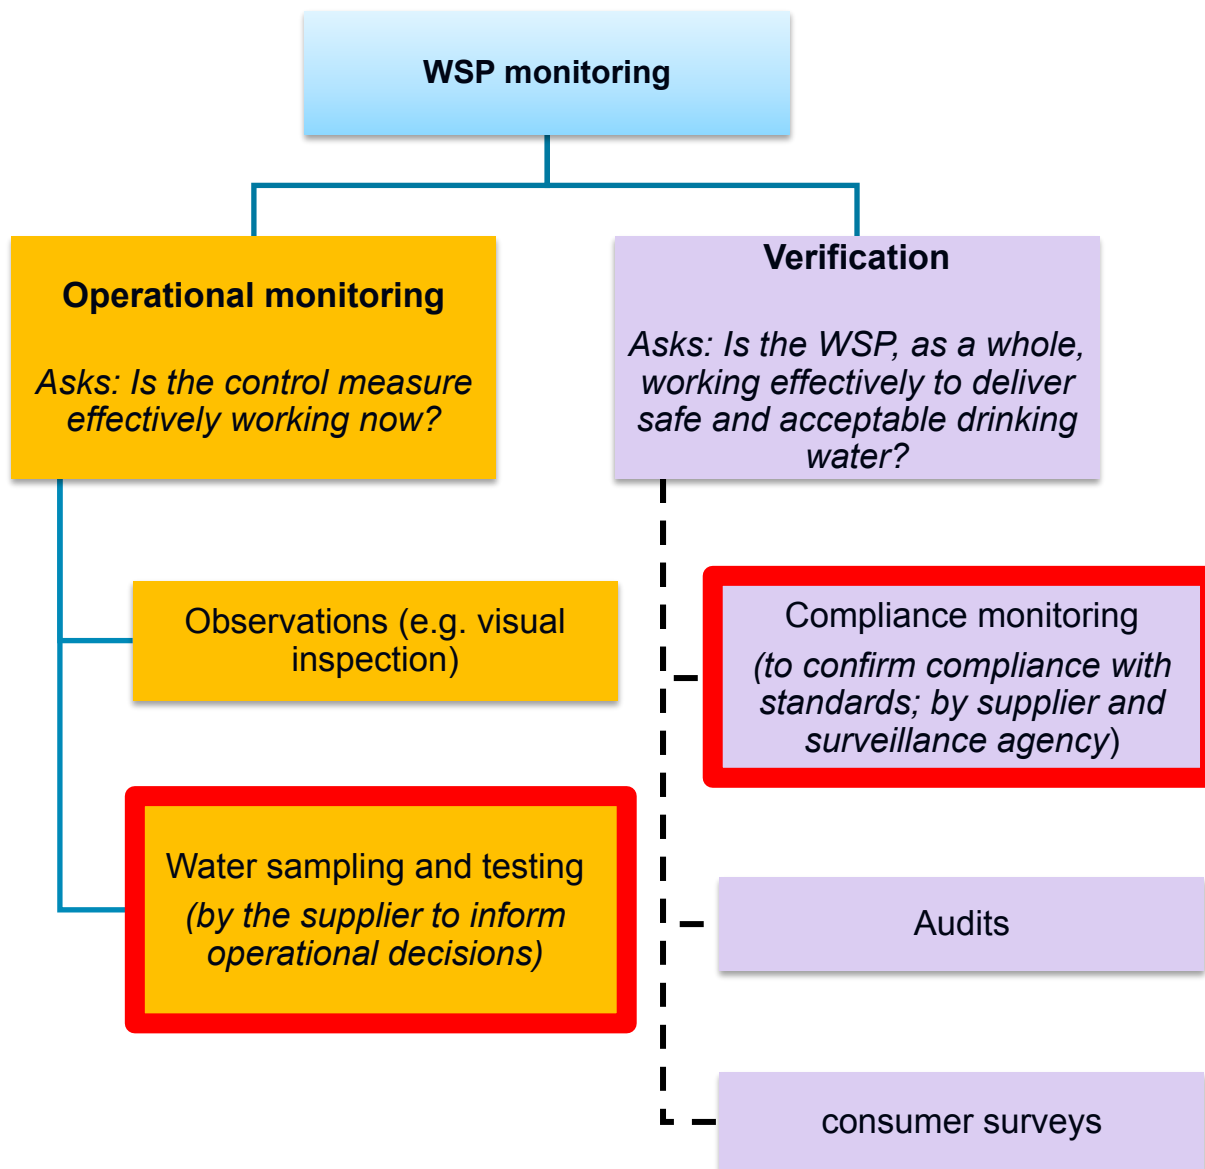 WSP monitoring
Operational monitoring
Asks: Is the control measure
effectively working now?
Verification
Asks: Is the WSP, as a whole,
working effectively to deliver
safe and acceptable drinking
water?
Observations (e.g. visual
inspection)
Water sampling and testing
(by the supplier to inform
operational decisions)
Compliance monitoring
(to confirm compliance with
standards; by supplier and
surveillance agency)
Audits
consumer surveys